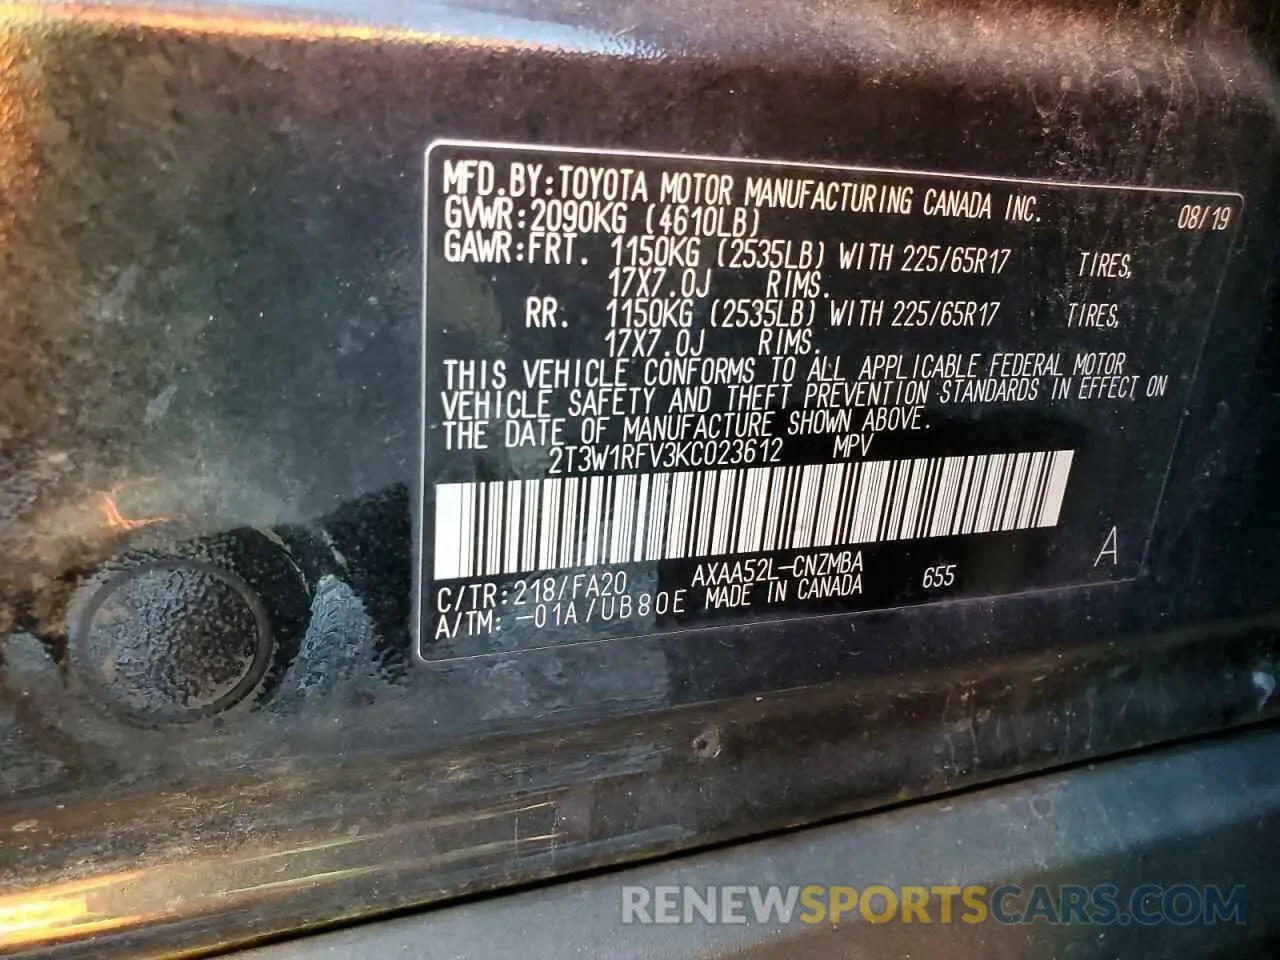 MFD.BY:TOYOTA MOTOR MANUFACTURING CANADA INC. 08/19
GVWR:2090KG (4610LB)
GAWR:FRT. 1150KG (2535LB) WITH 225/65R17 TIRES,
17X7.0J RIMS.
RR. 1150KG (2535LB) WITH 225/65R17 TIRES,
17X7.0J RIMS.
THIS VEHICLE CONFORMS TO ALL APPLICABLE FEDERAL MOTOR
VEHICLE SAFETY AND THEFT PREVENTION STANDARDS IN EFFECT ON
THE DATE OF MANUFACTURE SHOWN ABOVE.
2T3W1RFV3KC023612 MPV
C/TR:218/FA20 AXAA52L-CNZMBA 655 A
A/TM: -01A/UB80E MADE IN CANADA
RENEWSPORTSCARS.COM